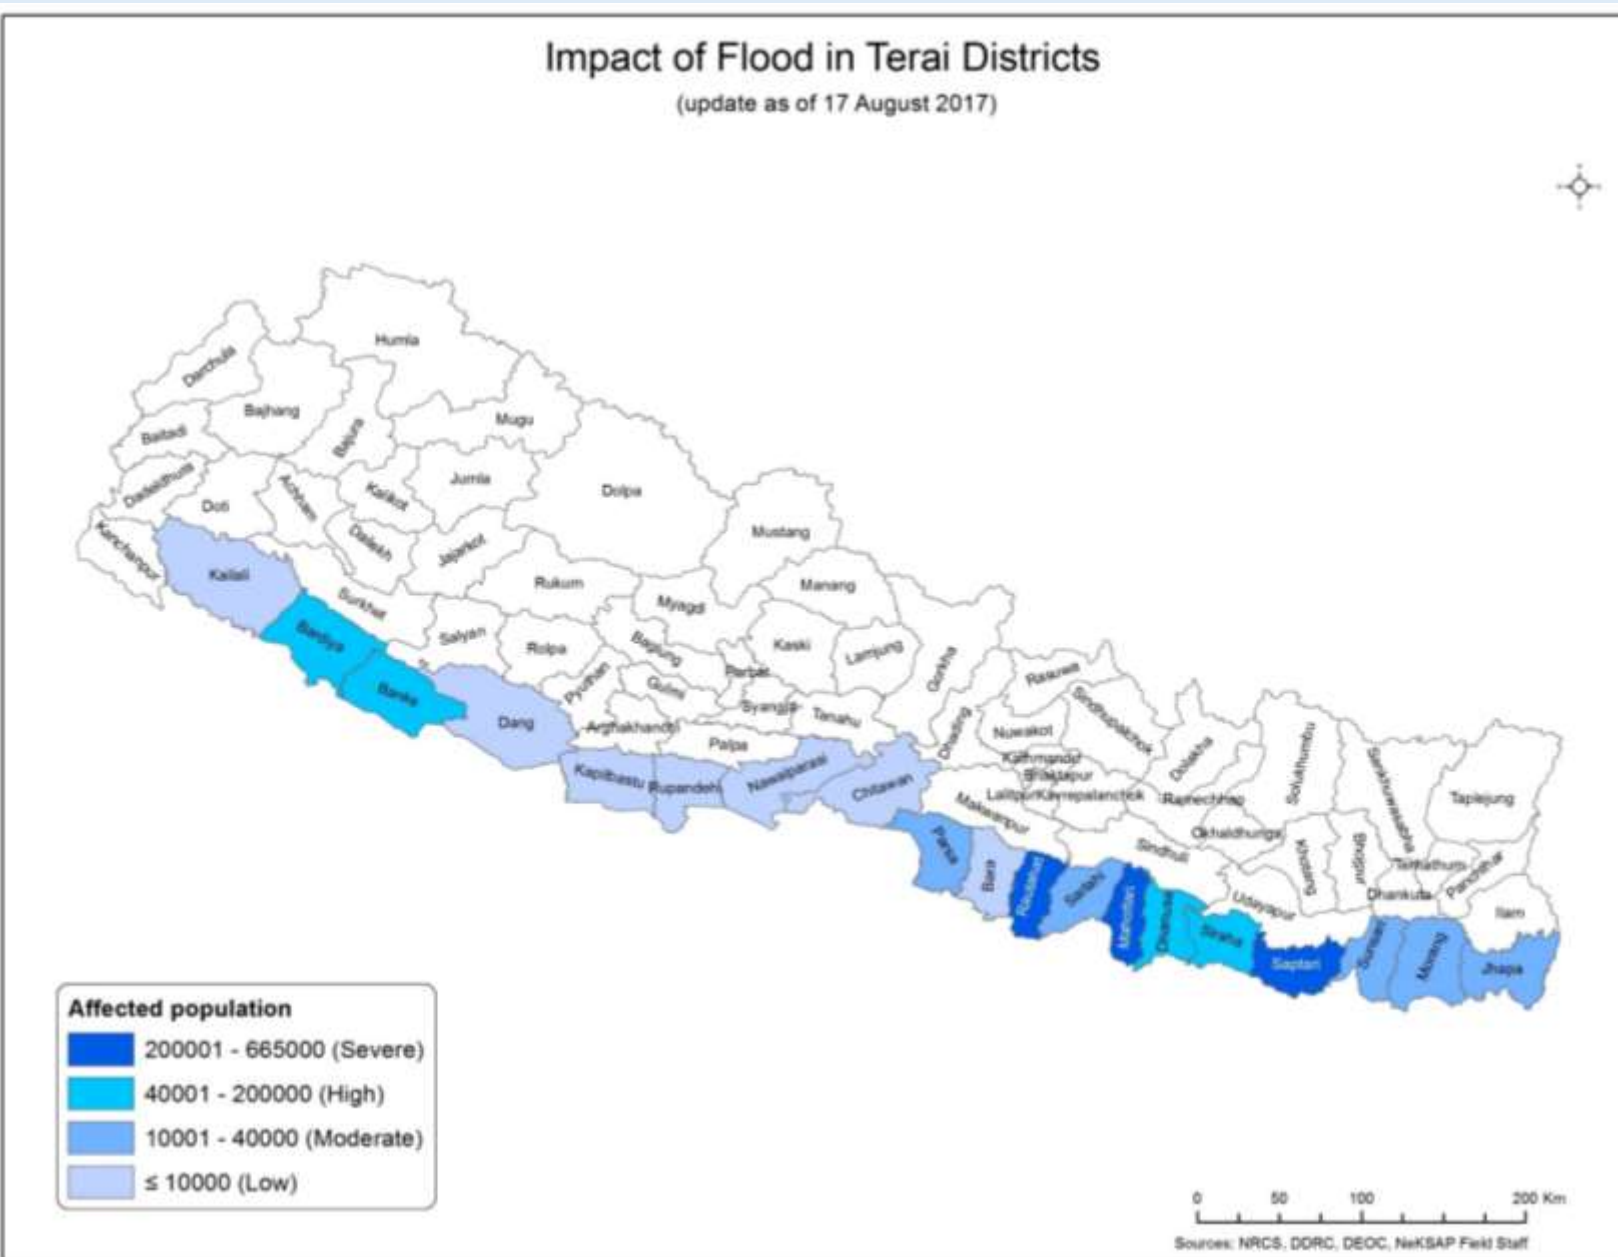 Impact of Flood in Terai Districts
(update as of 17 August 2017)
Humla
Darchula
Bajhang
Mugu
Baitadi
Bajura
Jumla
Dadeldhura
Kalikot
Dolpa
Doti
Achham
Mustang
Kanchanpur
Dailekh
Jajarkot
Kailali
Rukum
Manang
Surkhet
Myagdi
Bardiya
Salyan
Rolpa
Baglung
Kaski
Lamjung
Gorkha
Parbat
Rasuwa
Pyuthan
Gulmi
Banke
Syangja
Tanahu
Sindhupalchok
Dang
Arghakhanchi
Dhading
Nuwakot
Palpa
Kathmandu
Dolakha
Solukhumbu
Bhaktapur
Kapilbastu
Rupandehi
Nawalparasi
Chitawan
Lalitpur
Kavrepalanchok
Ramechhap
Sankhuwasabha
Taplejung
Makwanpur
Okhaldhunga
Parsa
Sindhuli
Khotang
Bhojpur
Terhathum
Panchthar
Bara
Rautahat
Sarlahi
Dhankuta
Udayapur
Ilam
Mahottari
Dhanusa
Siraha
Saptari
Sunsari
Morang
Jhapa
Affected population
200001 - 665000 (Severe)
40001 - 200000 (High)
10001 - 40000 (Moderate)
≤ 10000 (Low)
0 50 100 200 Km
Sources: NRCS, DDRC, DEOC, NeKSAP Field Staff